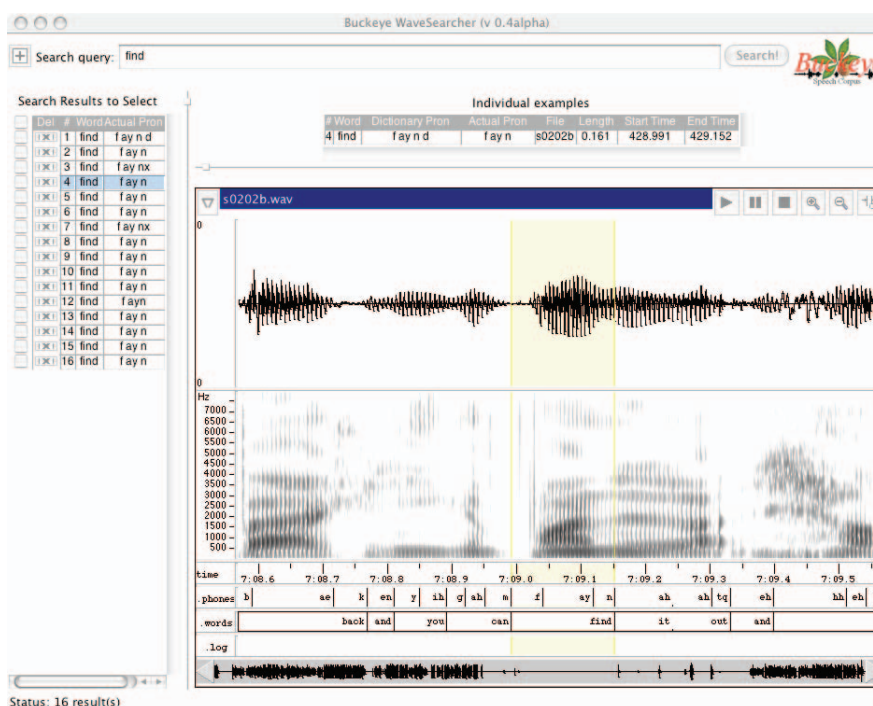 Buckeye WaveSearcher (v 0.4alpha)
Search query: find Search!
Buckeye
Speech Corpus
Search Results to Select
Del # Word Actual Pron
1 find f ay n d
2 find f ay n
3 find f ay nx
4 find f ay n
5 find f ay n
6 find f ay n
7 find f ay nx
8 find f ay n
9 find f ay n
10 find f ay n
11 find f ay n
12 find f ayn
13 find f ay n
14 find f ay n
15 find f ay n
16 find f ay n
Individual examples
# Word Dictionary Pron Actual Pron File Length Start Time End Time
4 find f ay n d f ay n s0202b 0.161 428.991 429.152
s0202b.wav
0
0
Hz
7000
6500
6000
5500
5000
4500
4000
3500
3000
2500
2000
1500
1000
500
time 7:08.6 7:08.7 7:08.8 7:08.9 7:09.0 7:09.1 7:09.2 7:09.3 7:09.4 7:09.5
.phones b ae k en y ih g ah m f ay n ah ah tq eh hh eh
.words back and you can find it out and
.log
Status: 16 result(s)